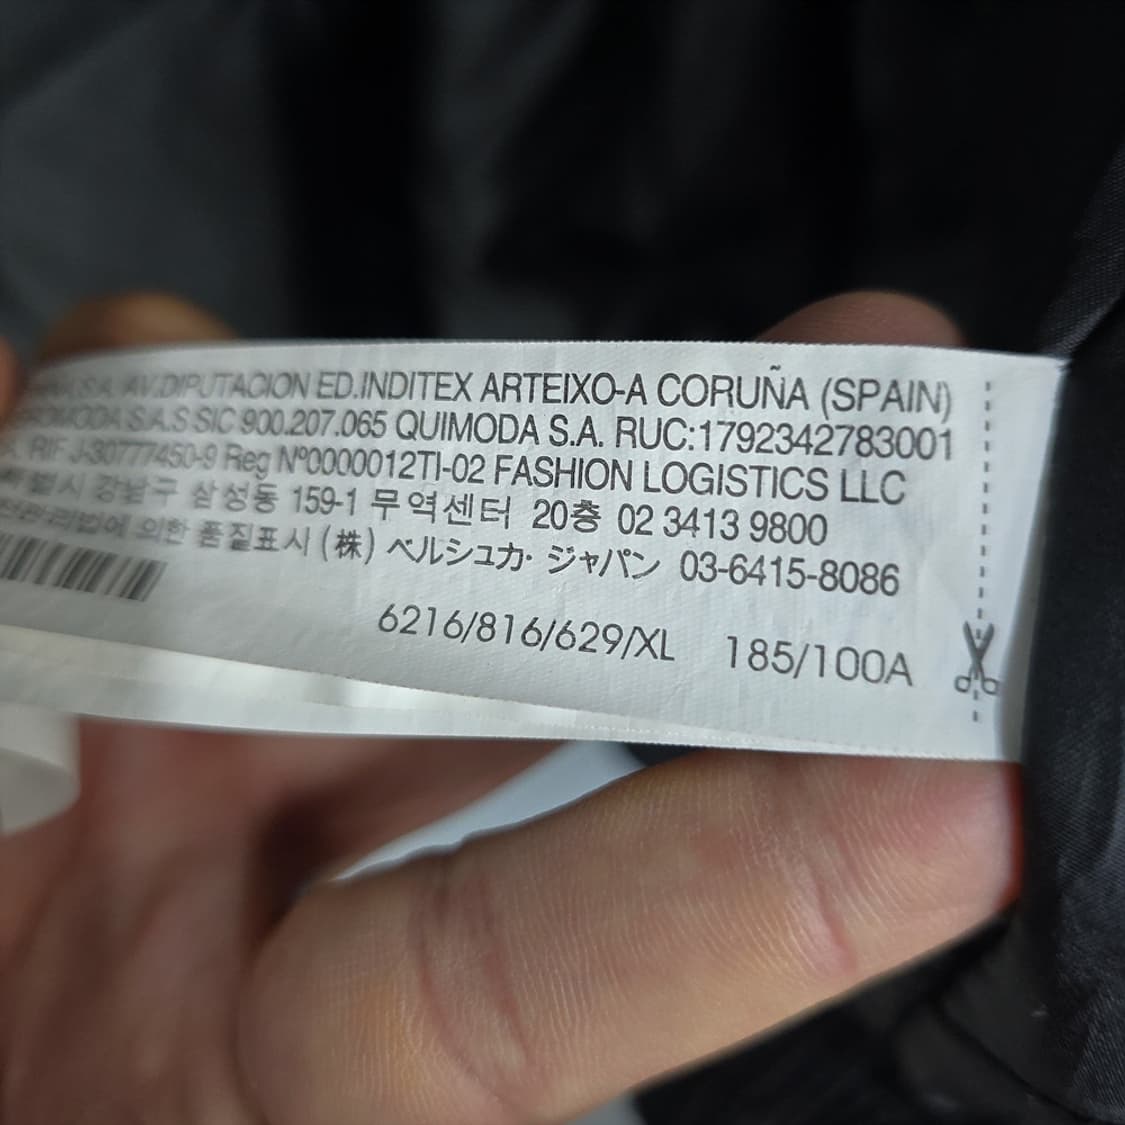 S.A. AV.DIPUTACION ED.INDITEX ARTEIXO-A CORUÑA (SPAIN)
S.A.S SIC 900.207.065 QUIMODA S.A. RUC:1792342783001
RIF J-30777450-9 Reg Nº0000012TI-02 FASHION LOGISTICS LLC
강남구 삼성동 159-1 무역센터 20층 02 3413 9800
의한 품질표시 (株) ベルシュカ・ジャパン 03-6415-8086
6216/816/629/XL 185/100A